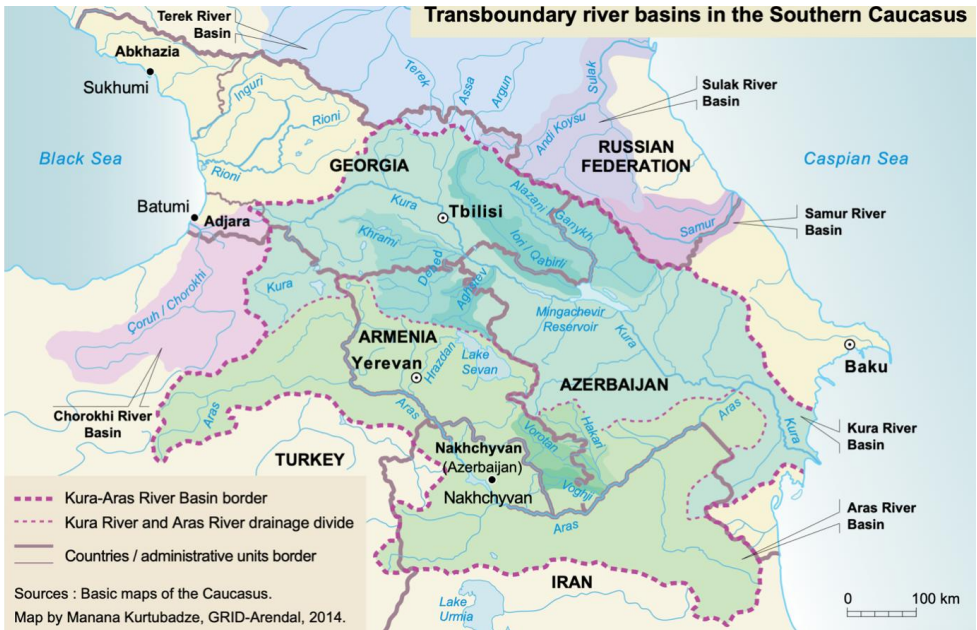 Transboundary river basins in the Southern Caucasus
Terek River
Basin
Abkhazia
Sukhumi
Inguri
Rioni
Rioni
Terek
Assa
Argun
Sulak
Andi Koysu
Sulak River
Basin
RUSSIAN
FEDERATION
Black Sea
Caspian Sea
GEORGIA
Batumi
Adjara
Kura
Tbilisi
Alazani / Ganykh
Iori / Qabirli
Samur
Samur River
Basin
Khrami
Debed
Aghstev
Kura
Çoruh / Chorokhi
Mingachevir
Reservoir
Kura
ARMENIA
Yerevan
Hrazdan
Lake
Sevan
AZERBAIJAN
Baku
Chorokhi River
Basin
Aras
Aras
Vorotan
Hakari
Aras
Kura
Kura River
Basin
TURKEY
Nakhchyvan
(Azerbaijan)
Nakhchyvan
Voghji
Aras
Aras River
Basin
IRAN
Lake
Urmia
Kura-Aras River Basin border
Kura River and Aras River drainage divide
Countries / administrative units border
Sources : Basic maps of the Caucasus.
Map by Manana Kurtubadze, GRID-Arendal, 2014.
0 100 km